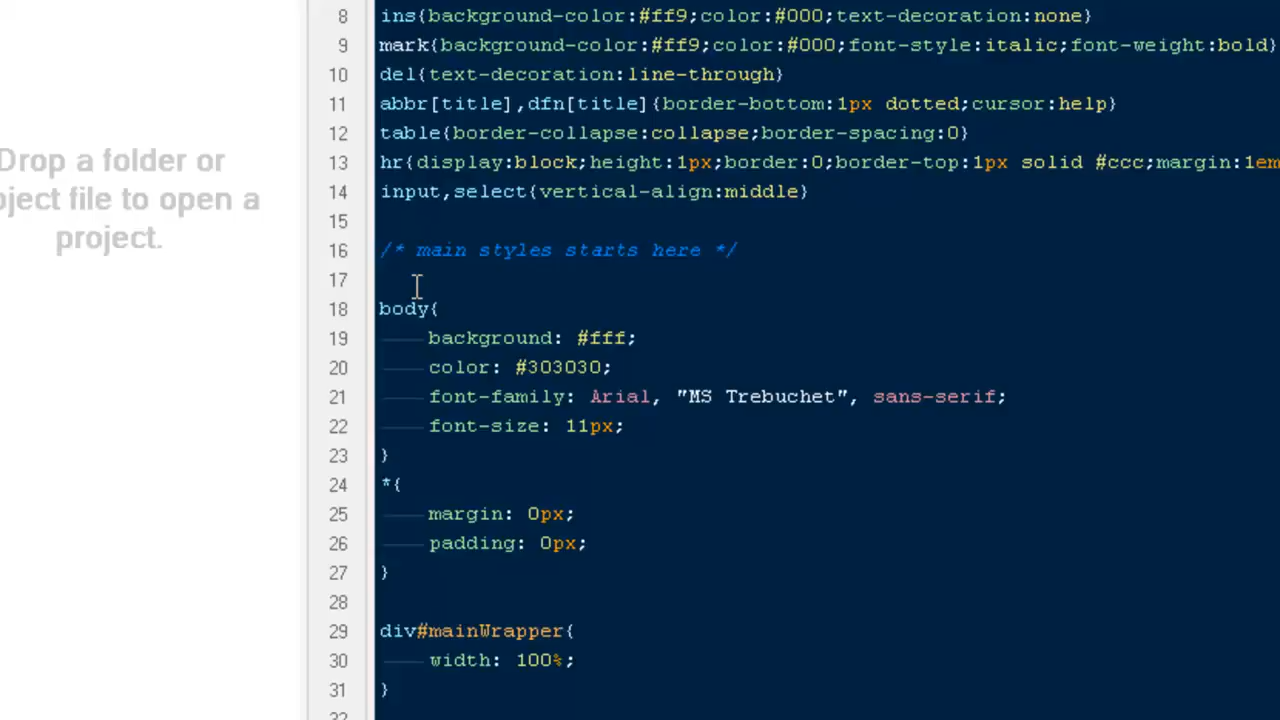 Drop a folder or
ject file to open a
project.
8 ins{background-color:#ff9;color:#000;text-decoration:none}
9 mark{background-color:#ff9;color:#000;font-style:italic;font-weight:bold}
10 del{text-decoration:line-through}
11 abbr[title],dfn[title]{border-bottom:1px dotted;cursor:help}
12 table{border-collapse:collapse;border-spacing:0}
13 hr{display:block;height:1px;border:0;border-top:1px solid #ccc;margin:1em
14 input,select{vertical-align:middle}
15
16 /* main styles starts here */
17
18 body{
19 background: #fff;
20 color: #303030;
21 font-family: Arial, "MS Trebuchet", sans-serif;
22 font-size: 11px;
23 }
24 *{
25 margin: 0px;
26 padding: 0px;
27 }
28
29 div#mainWrapper{
30 width: 100%;
31 }
32